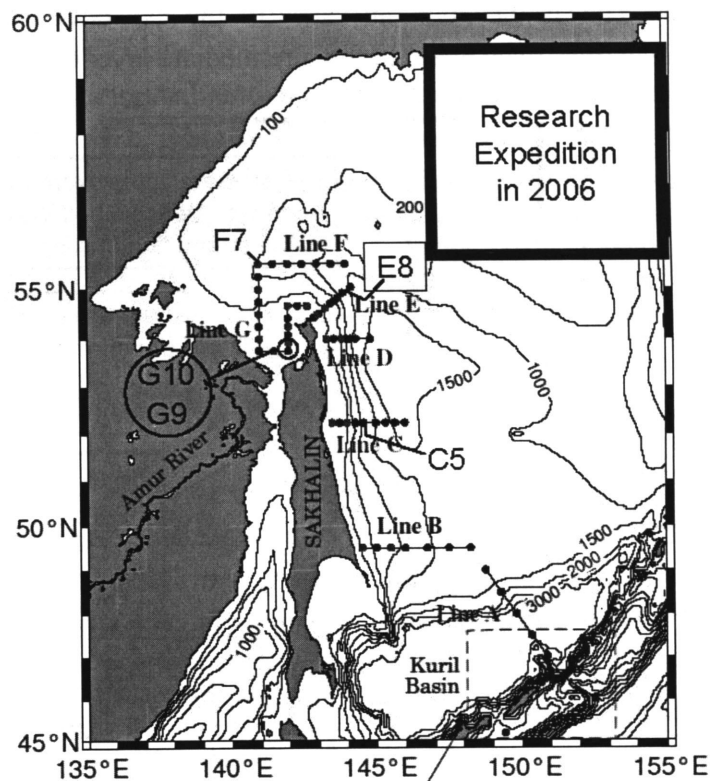 60°N
100
Research
Expedition
in 2006
200
F7
Line F
E8
55°N
Line E
Line G
Line D
G10
G9
1500
1000
Line C
C5
Amur River
SAKHALIN
50°N
Line B
1500
2000
3000
Line A
1000
Kuril
Basin
45°N
135°E
140°E
145°E
150°E
155°E